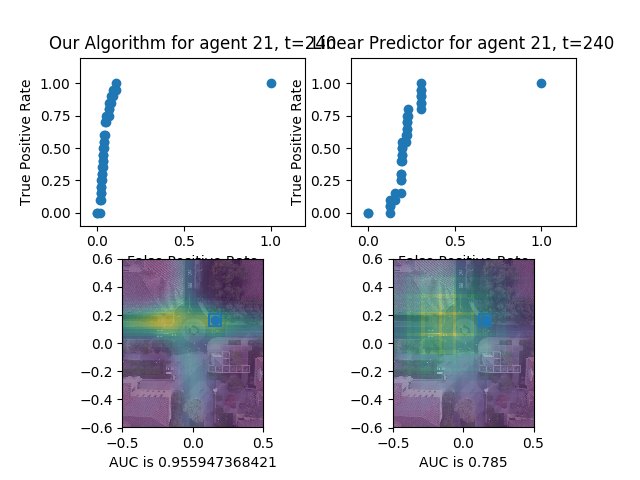 Our Algorithm for agent 21, t=240
Linear Predictor for agent 21, t=240
True Positive Rate
1.00
0.75
0.50
0.25
0.00
0.0 0.5 1.0
False Positive Rate
True Positive Rate
1.00
0.75
0.50
0.25
0.00
0.0 0.5 1.0
False Positive Rate
0.6
0.4
0.2
0.0
−0.2
−0.4
−0.6
−0.5 0.0 0.5
AUC is 0.955947368421
0.6
0.4
0.2
0.0
−0.2
−0.4
−0.6
−0.5 0.0 0.5
AUC is 0.785